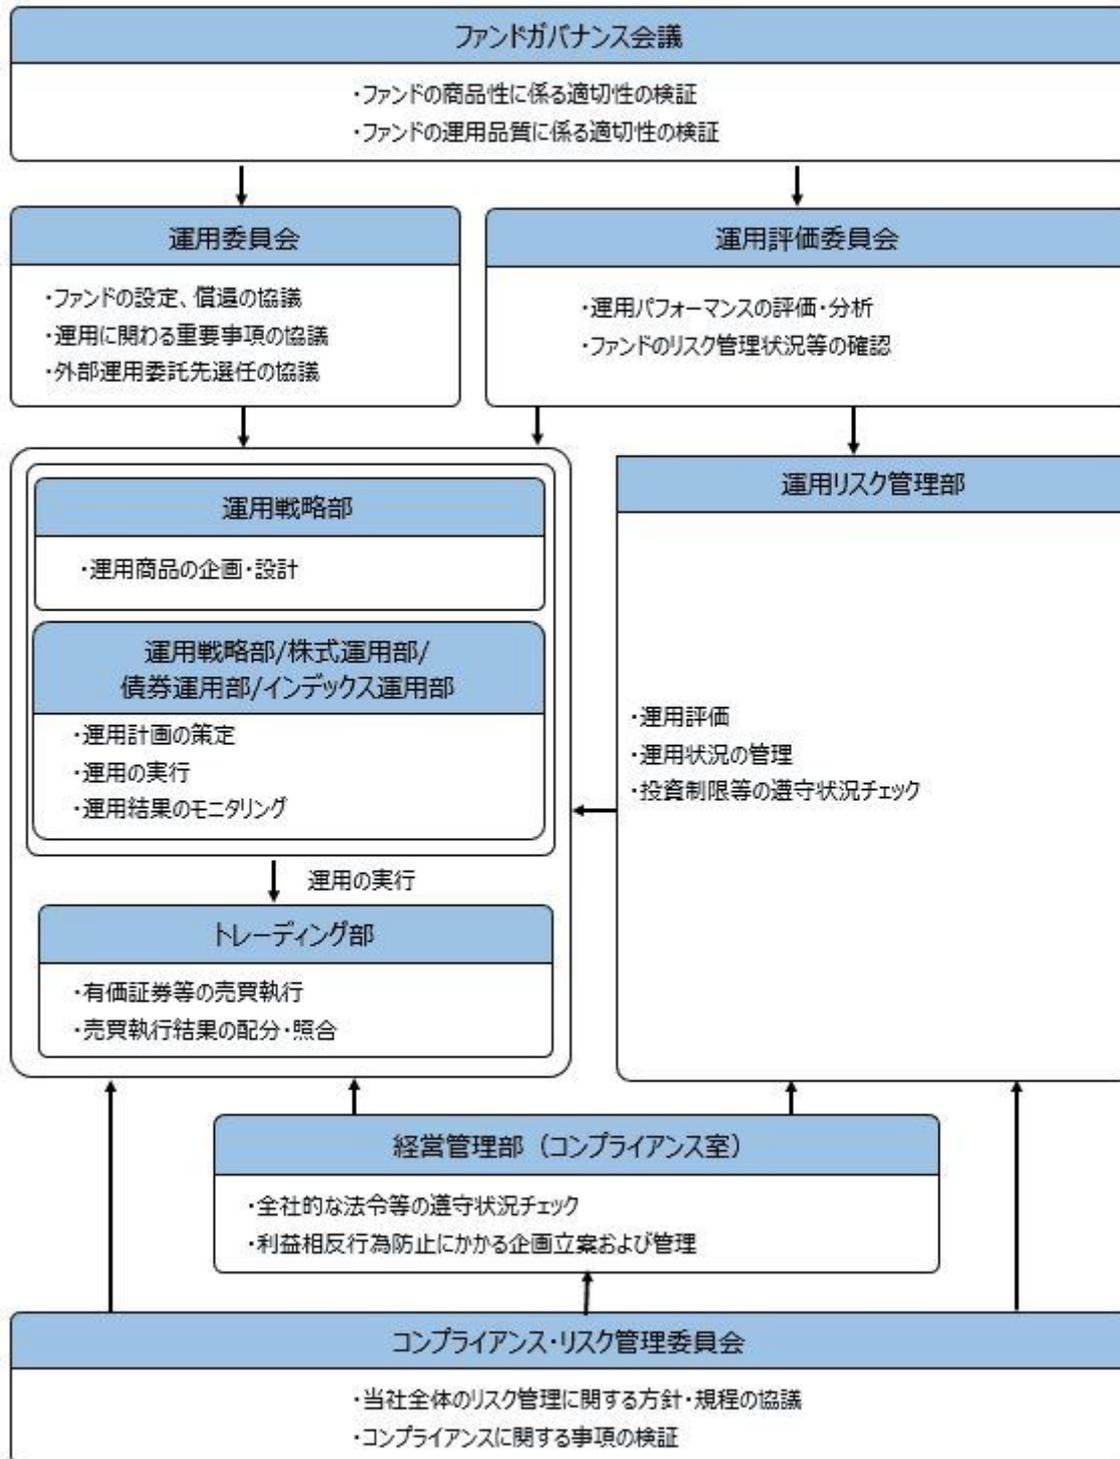 ファンドガバナンス会議
・ファンドの商品性に係る適切性の検証
・ファンドの運用品質に係る適切性の検証
運用委員会
・ファンドの設定、償還の協議
・運用に関わる重要事項の協議
・外部運用委託先選任の協議
運用評価委員会
・運用パフォーマンスの評価・分析
・ファンドのリスク管理状況等の確認
運用戦略部
・運用商品の企画・設計
運用戦略部/株式運用部/
債券運用部/インデックス運用部
・運用計画の策定
・運用の実行
・運用結果のモニタリング
運用の実行
トレーディング部
・有価証券等の売買執行
・売買執行結果の配分・照合
運用リスク管理部
・運用評価
・運用状況の管理
・投資制限等の遵守状況チェック
経営管理部（コンプライアンス室）
・全社的な法令等の遵守状況チェック
・利益相反行為防止にかかる企画立案および管理
コンプライアンス・リスク管理委員会
・当社全体のリスク管理に関する方針・規程の協議
・コンプライアンスに関する事項の検証